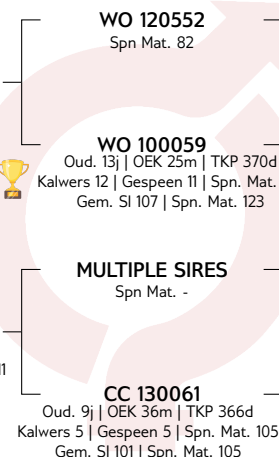 WO 120552
Spn Mat. 82
WO 100059
Oud. 13j | OEK 25m | TKP 370d
Kalwers 12 | Gespeen 11 | Spn. Mat.
Gem. SI 107 | Spn. Mat. 123
MULTIPLE SIRES
Spn Mat. -
CC 130061
Oud. 9j | OEK 36m | TKP 366d
Kalwers 5 | Gespeen 5 | Spn. Mat. 105
Gem. SI 101 | Spn. Mat. 105